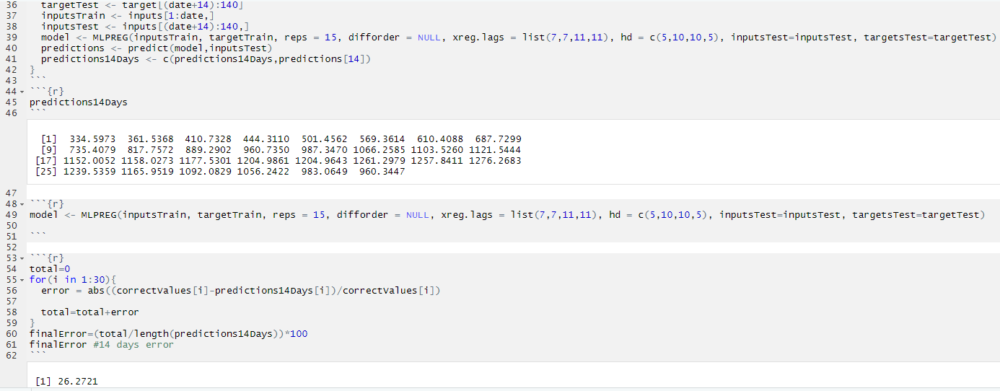 36 targetTest <- target[(date+14):140]
37 inputsTrain <- inputs[1:date,]
38 inputsTest <- inputs[(date+14):140,]
39 model <- MLPREG(inputsTrain, targetTrain, reps = 15, difforder = NULL, xreg.lags = list(7,7,11,11), hd = c(5,10,10,5), inputsTest=inputsTest, targetsTest=targetTest)
40 predictions <- predict(model,inputsTest)
41 predictions14Days <- c(predictions14Days,predictions[14])
42 }
43 ```
44 ```{r}
45 predictions14Days
46 ```
[1] 334.5973 361.5368 410.7328 444.3110 501.4562 569.3614 610.4088 687.7299
[9] 735.4079 817.7572 889.2902 960.7350 987.3470 1066.2585 1103.5260 1121.5444
[17] 1152.0052 1158.0273 1177.5301 1204.9861 1204.9643 1261.2979 1257.8411 1276.2683
[25] 1239.5359 1165.9519 1092.0829 1056.2422 983.0649 960.3447
47
48 ```{r}
49 model <- MLPREG(inputsTrain, targetTrain, reps = 15, difforder = NULL, xreg.lags = list(7,7,11,11), hd = c(5,10,10,5), inputsTest=inputsTest, targetsTest=targetTest)
50
51 ```
52
53 ```{r}
54 total=0
55 for(i in 1:30){
56 error = abs((correctValues[i]-predictions14Days[i])/correctValues[i])
57
58 total=total+error
59 }
60 finalError=(total/length(predictions14Days))*100
61 finalError #14 days error
62 ```
[1] 26.2721